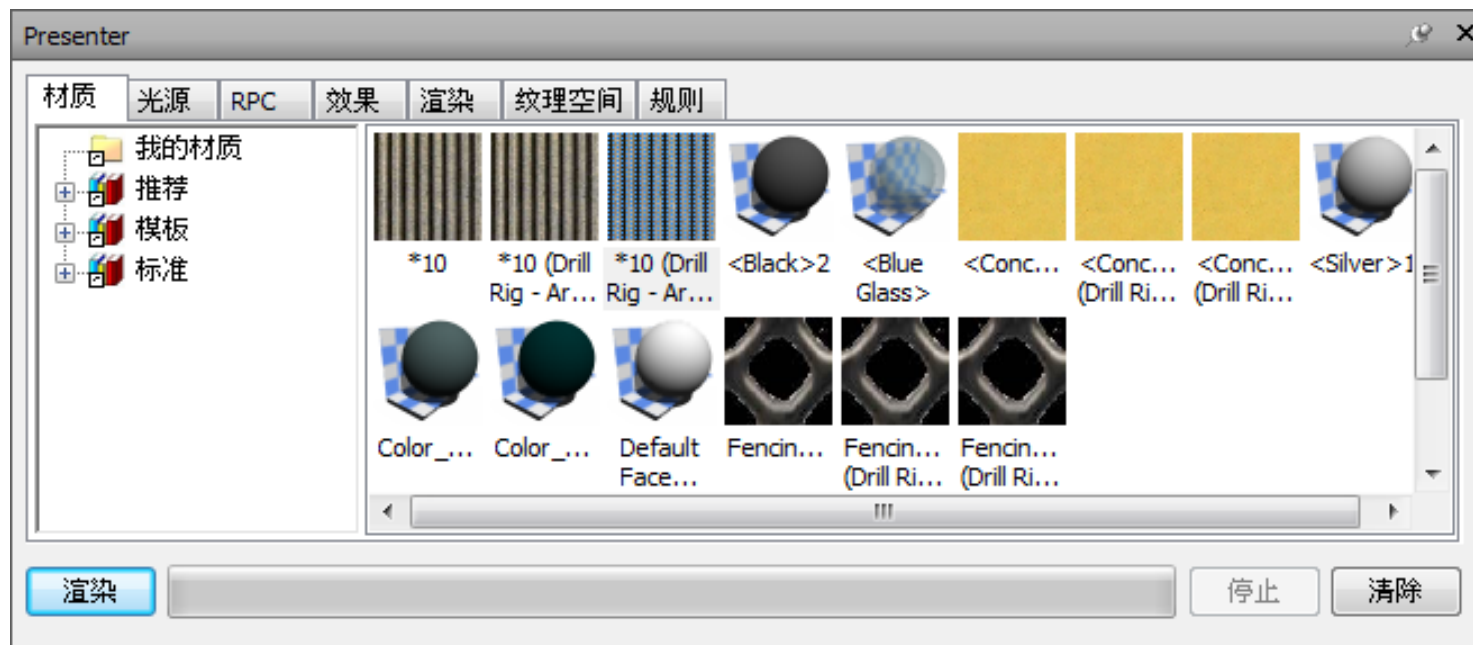 Presenter
材质 光源 RPC 效果 渲染 纹理空间 规则
我的材质
推荐
模板
标准
*10 *10 (Drill Rig - Ar... *10 (Drill Rig - Ar... <Black>2 <Blue Glass> <Conc... <Conc... (Drill Ri... <Conc... (Drill Ri... <Silver>1
Color_... Color_... Default Face... Fencin... Fencin... (Drill Ri... Fencin... (Drill Ri...
渲染 停止 清除